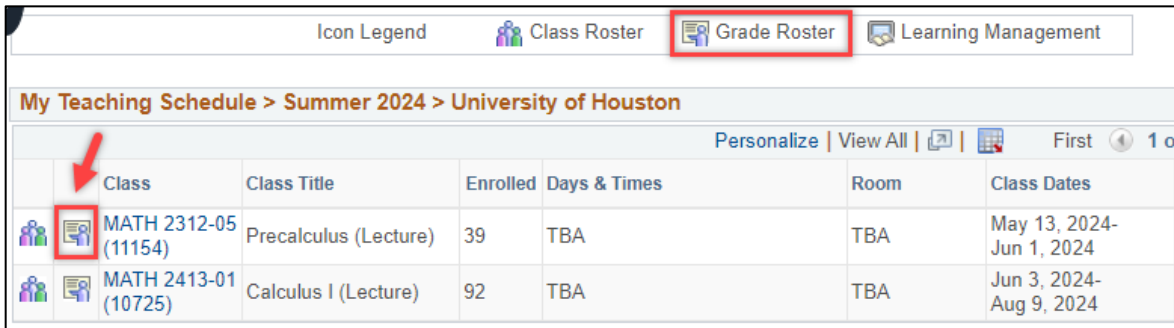 Icon Legend Class Roster Grade Roster Learning Management
My Teaching Schedule > Summer 2024 > University of Houston
Personalize | View All | | First 1 o
Class Class Title Enrolled Days & Times Room Class Dates
MATH 2312-05 (11154) Precalculus (Lecture) 39 TBA TBA May 13, 2024- Jun 1, 2024
MATH 2413-01 (10725) Calculus I (Lecture) 92 TBA TBA Jun 3, 2024- Aug 9, 2024